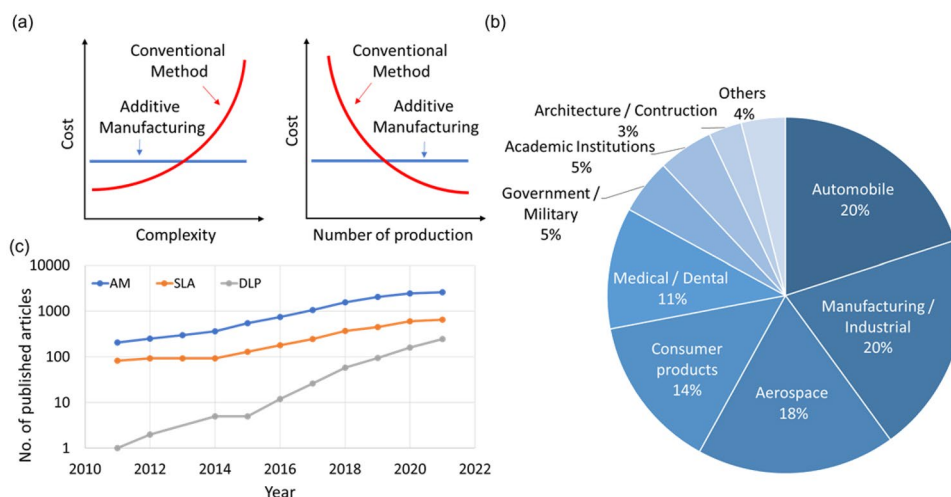 (a)
Conventional
Method
Additive
Manufacturing
Cost
Complexity
Conventional
Method
Additive
Manufacturing
Cost
Number of production
(b)
Others
4%
Architecture / Contruction
3%
Academic Institutions
5%
Government /
Military
5%
Medical / Dental
11%
Consumer
products
14%
Aerospace
18%
Manufacturing /
Industrial
20%
Automobile
20%
(c)
AM
SLA
DLP
No. of published articles
10000
1000
100
10
1
2010
2012
2014
2016
2018
2020
2022
Year